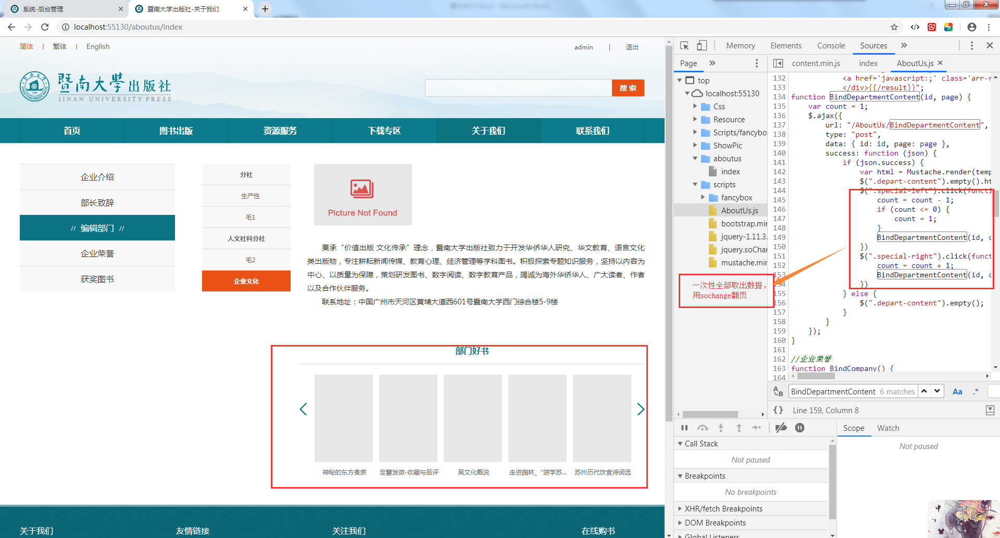 系统-后台管理
暨南大学出版社-关于我们
localhost:55130/aboutus/index
简体 | 繁体 | English
admin | 退出
暨南大学出版社
JINAN UNIVERSITY PRESS
搜 索
首页
图书出版
资源服务
下载专区
关于我们
联系我们
企业介绍
部长致辞
// 编辑部门 //
企业荣誉
获奖图书
分社
生产性
毛1
人文社科分社
毛2
企业文化
Picture Not Found
秉承“价值出版 文化传承”理念，暨南大学出版社致力于开发华侨华人研究、华文教育、语言文化
类出版物，专注耕耘新闻传媒、教育心理、经济管理等学科图书。积极探索专题知识服务，坚持以内容为
中心、以质量为保障，策划研发图书、数字阅读、数字教育产品，竭诚为海外华侨华人、广大读者、作者
以及合作伙伴服务。
联系地址：中国广州市天河区黄埔大道西601号暨南大学西门综合楼5-9楼
部门好书
神秘的东方贵族
定慧发微-收藏与品评
吴文化概说
走进园林_“游学苏...
苏州历代饮食诗词选
关于我们
友情链接
关注我们
在线购书
Memory
Elements
Console
Sources
Page
content.min.js
index
AboutUs.js
top
localhost:55130
Css
Resource
Scripts/fancybo
ShowPic
aboutus
index
scripts
fancybox
AboutUs.js
bootstrap.mir
jquery-1.11.3.
jquery.soChar
mustache.mir
一次性全部取出数据，
用sochange翻页
132 <a href='javascript:;' class='arr-r
133 </div>{{/result}}";
134 function BindDepartmentContent(id, page) {
135 var count = 1;
136 $.ajax({
137 url: "/AboutUs/BindDepartmentContent",
138 type: "post",
139 data: { id: id, page: page },
140 success: function (json) {
141 if (json.success) {
142 var html = Mustache.render(temp
143 $(".depart-content").empty().ht
144 $(".special-left").click(functi
145 count = count - 1;
146 if (count <= 0) {
147 count = 1;
148 }
149 BindDepartmentContent(id, c
150 })
151 $(".special-right").click(funct
152 count = count + 1;
153 BindDepartmentContent(id, c
154 })
155 } else {
156 $(".depart-content").empty();
157 }
158 }
159 });
160 }
161
162 //企业荣誉
163 function BindCompany() {
164
BindDepartmentContent 6 matches
Aa .*
{} Line 159, Column 8
Scope
Watch
Not paused
Call Stack
Not paused
Breakpoints
No breakpoints
XHR/fetch Breakpoints
DOM Breakpoints
Global Listeners